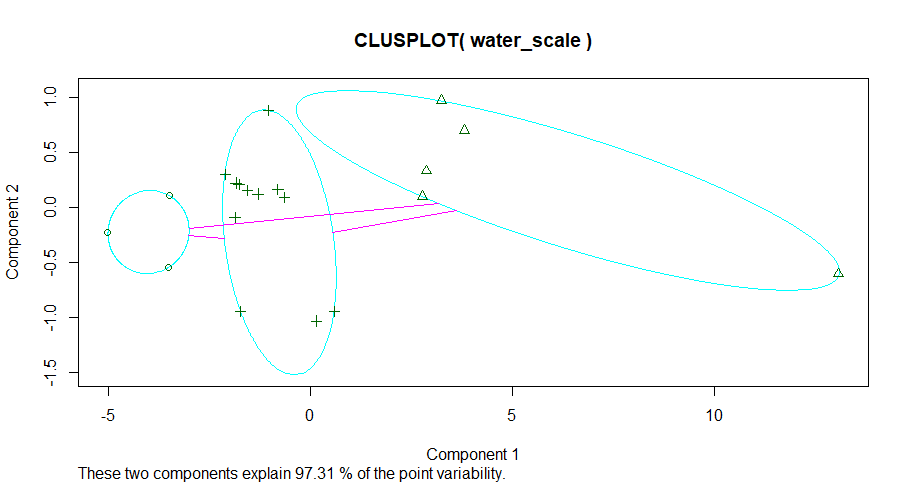 CLUSPLOT( water_scale )
1.0
0.5
0.0
-0.5
-1.0
-1.5
Component 2
-5 0 5 10
Component 1
These two components explain 97.31 % of the point variability.